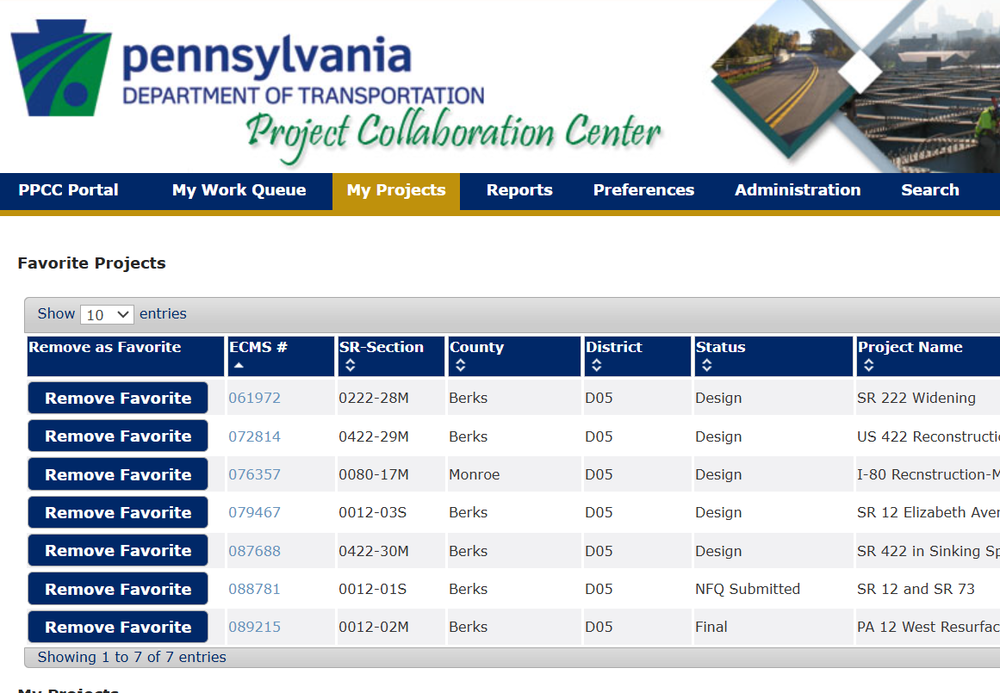 pennsylvania
DEPARTMENT OF TRANSPORTATION
Project Collaboration Center
PPCC Portal My Work Queue My Projects Reports Preferences Administration Search
Favorite Projects
Show 10 entries
Remove as Favorite ECMS # SR-Section County District Status Project Name
Remove Favorite 061972 0222-28M Berks D05 Design SR 222 Widening
Remove Favorite 072814 0422-29M Berks D05 Design US 422 Reconstructi
Remove Favorite 076357 0080-17M Monroe D05 Design I-80 Recnstruction-M
Remove Favorite 079467 0012-03S Berks D05 Design SR 12 Elizabeth Aven
Remove Favorite 087688 0422-30M Berks D05 Design SR 422 in Sinking Sp
Remove Favorite 088781 0012-01S Berks D05 NFQ Submitted SR 12 and SR 73
Remove Favorite 089215 0012-02M Berks D05 Final PA 12 West Resurfac
Showing 1 to 7 of 7 entries
My Projects